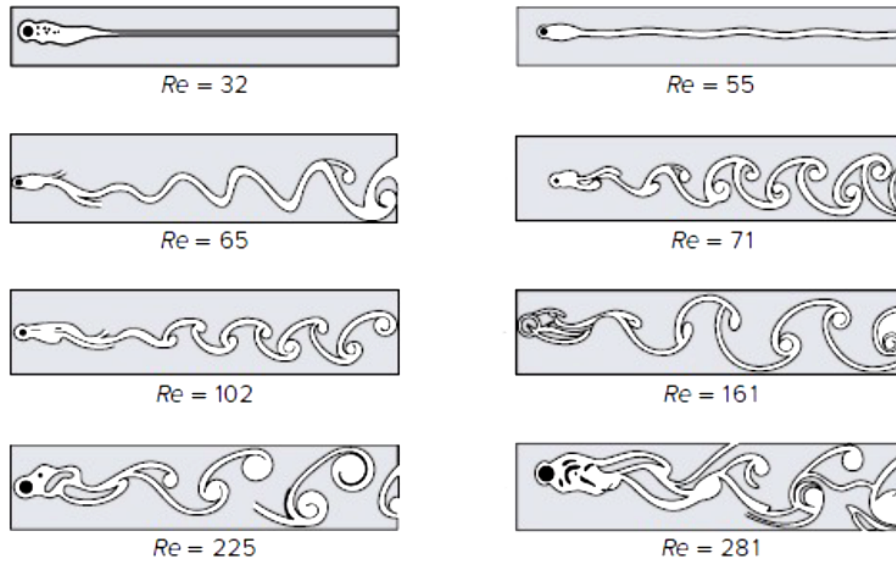 Re = 32
Re = 55
Re = 65
Re = 71
Re = 102
Re = 161
Re = 225
Re = 281